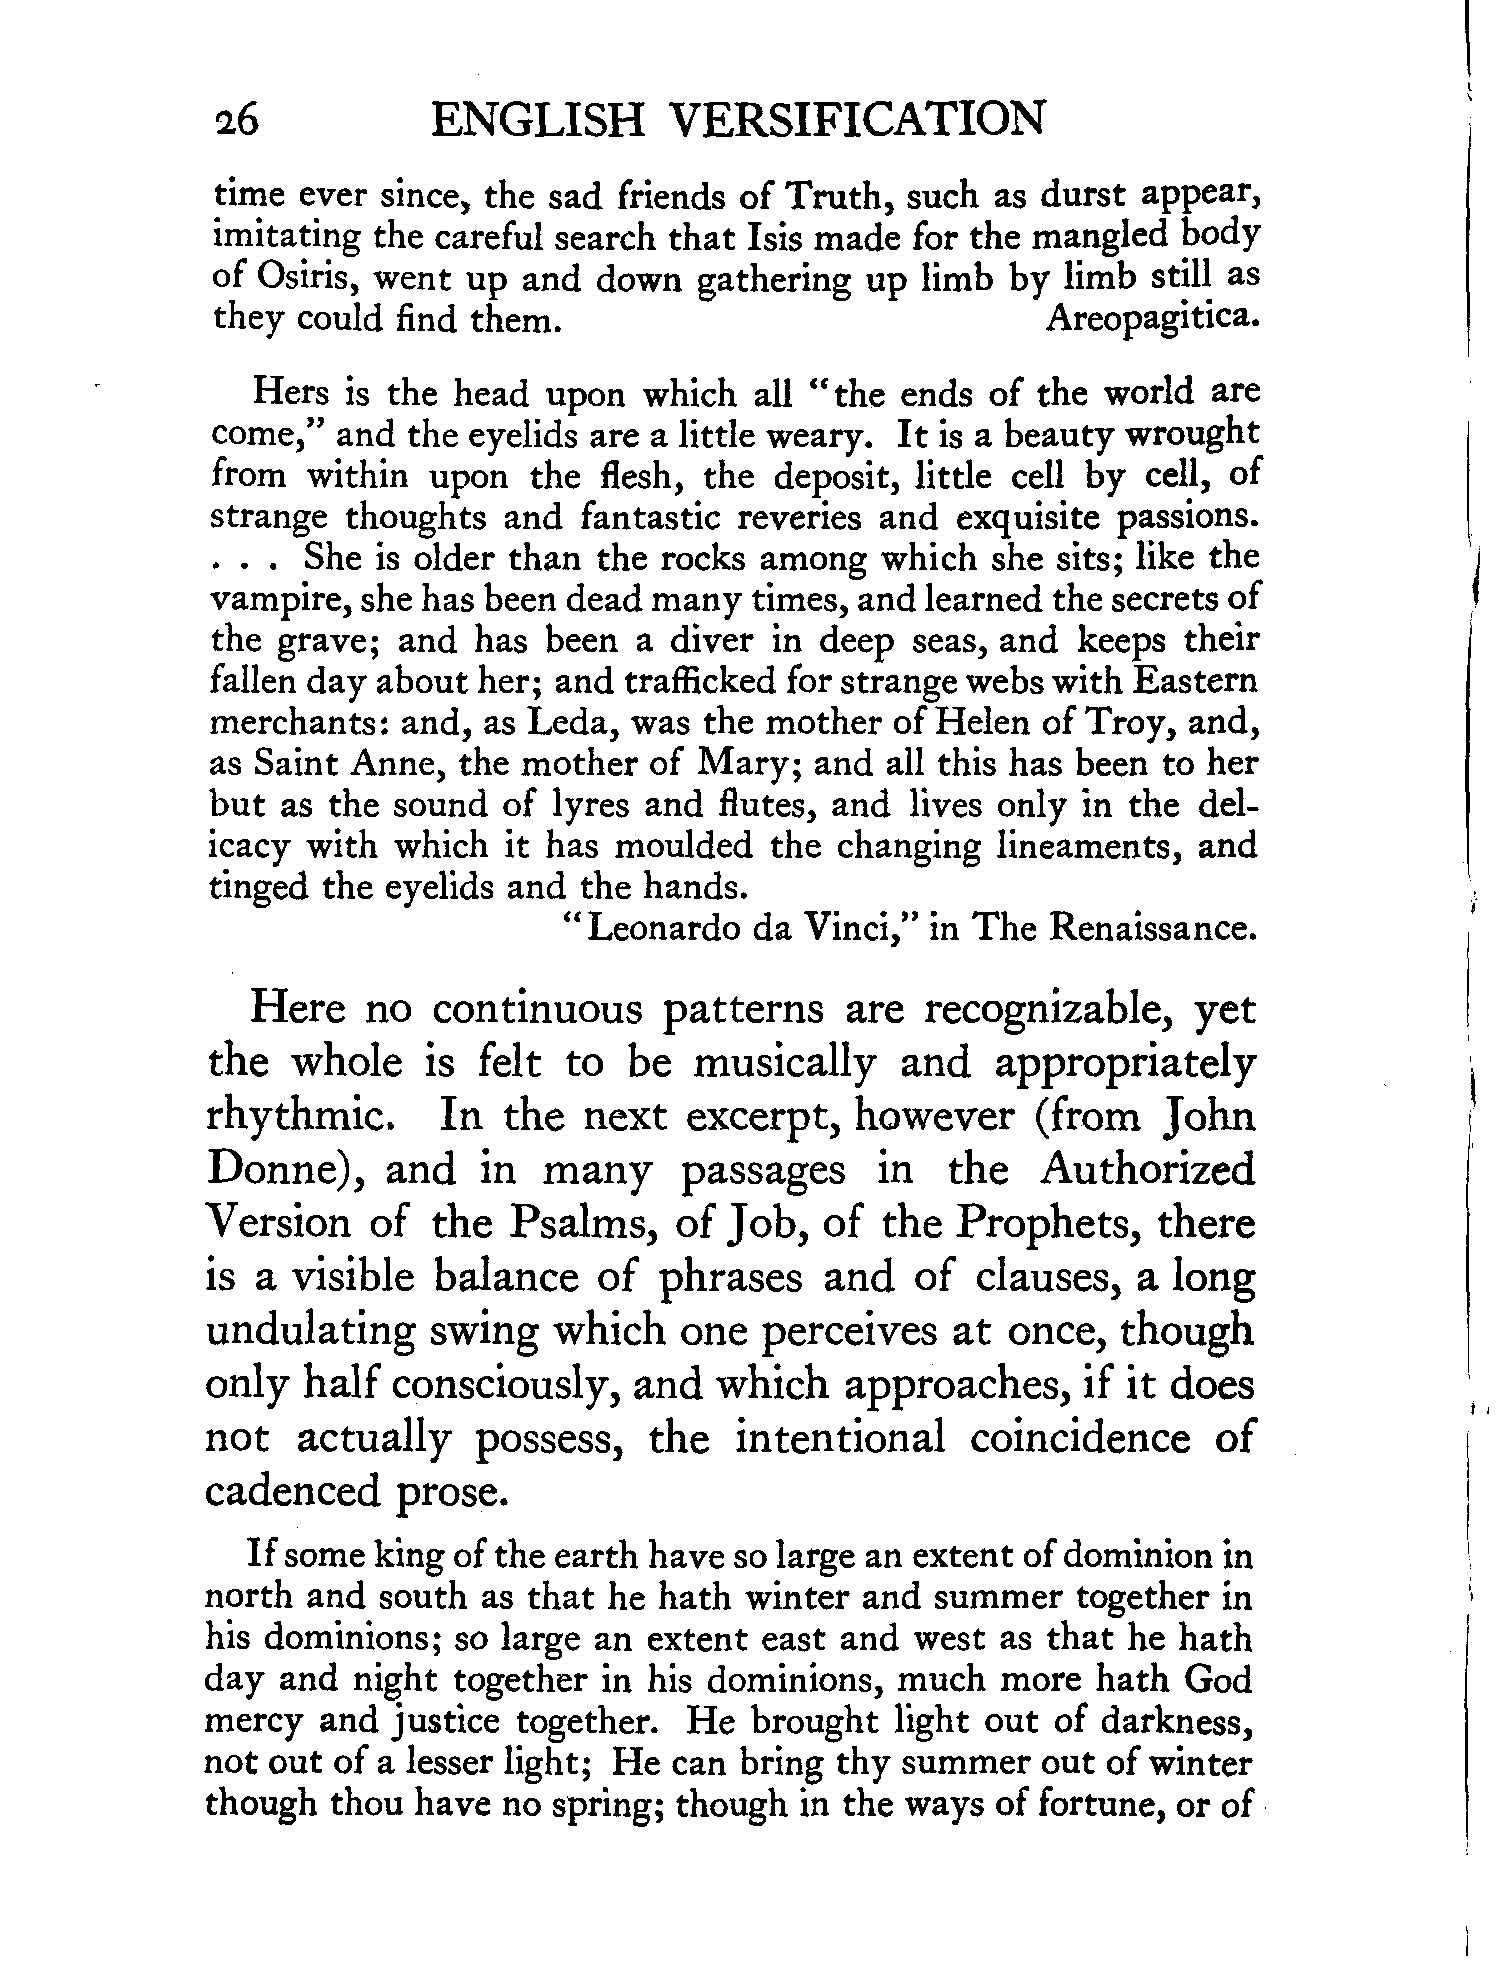 26 ENGLISH VERSIFICATION
time ever since, the sad friends of Truth, such as durst appear,
imitating the careful search that Isis made for the mangled body
of Osiris, went up and down gathering up limb by limb still as
they could find them. Areopagitica.
Hers is the head upon which all “the ends of the world are
come,” and the eyelids are a little weary. It is a beauty wrought
from within upon the flesh, the deposit, little cell by cell, of
strange thoughts and fantastic reveries and exquisite passions.
. . . She is older than the rocks among which she sits; like the
vampire, she has been dead many times, and learned the secrets of
the grave; and has been a diver in deep seas, and keeps their
fallen day about her; and trafficked for strange webs with Eastern
merchants: and, as Leda, was the mother of Helen of Troy, and,
as Saint Anne, the mother of Mary; and all this has been to her
but as the sound of lyres and flutes, and lives only in the del-
icacy with which it has moulded the changing lineaments, and
tinged the eyelids and the hands.
“Leonardo da Vinci,” in The Renaissance.
Here no continuous patterns are recognizable, yet
the whole is felt to be musically and appropriately
rhythmic. In the next excerpt, however (from John
Donne), and in many passages in the Authorized
Version of the Psalms, of Job, of the Prophets, there
is a visible balance of phrases and of clauses, a long
undulating swing which one perceives at once, though
only half consciously, and which approaches, if it does
not actually possess, the intentional coincidence of
cadenced prose.
If some king of the earth have so large an extent of dominion in
north and south as that he hath winter and summer together in
his dominions; so large an extent east and west as that he hath
day and night together in his dominions, much more hath God
mercy and justice together. He brought light out of darkness,
not out of a lesser light; He can bring thy summer out of winter
though thou have no spring; though in the ways of fortune, or of